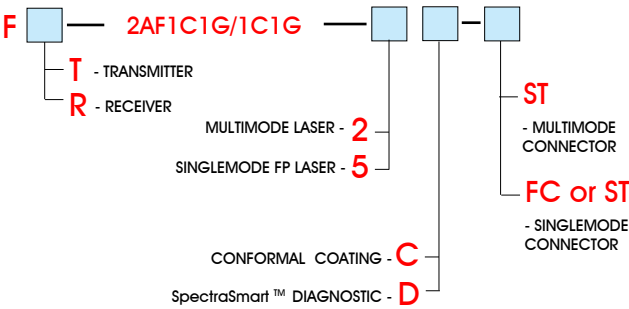 F — 2AF1C1G/1C1G — –
T - TRANSMITTER
R - RECEIVER
MULTIMODE LASER - 2
SINGLEMODE FP LASER - 5
CONFORMAL COATING - C
SpectraSmart ™ DIAGNOSTIC - D
ST
- MULTIMODE
CONNECTOR
FC or ST
- SINGLEMODE
CONNECTOR